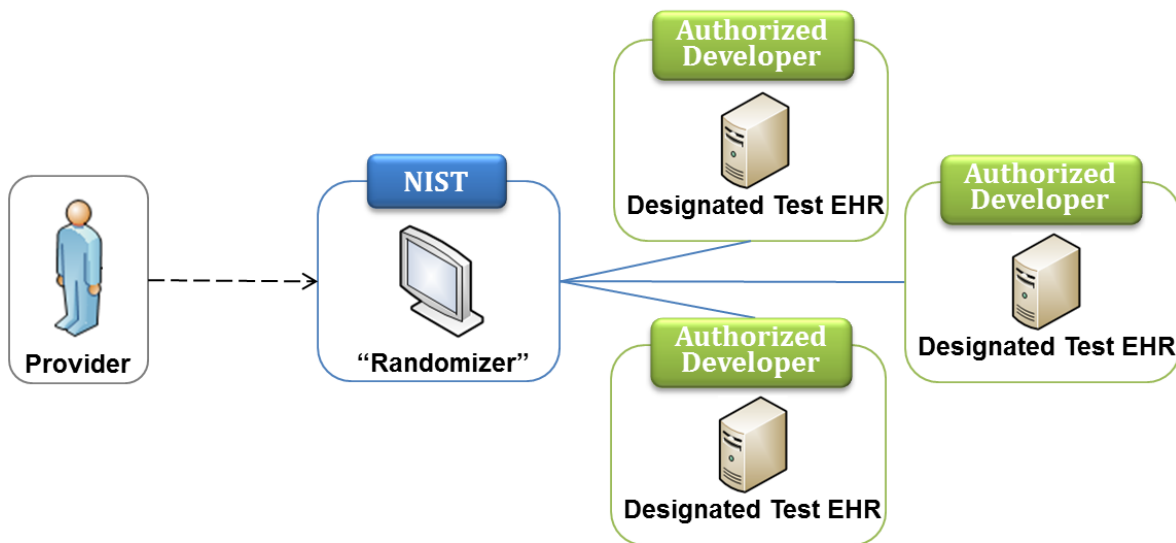 Provider
NIST
“Randomizer”
Authorized
Developer
Designated Test EHR
Authorized
Developer
Designated Test EHR
Authorized
Developer
Designated Test EHR